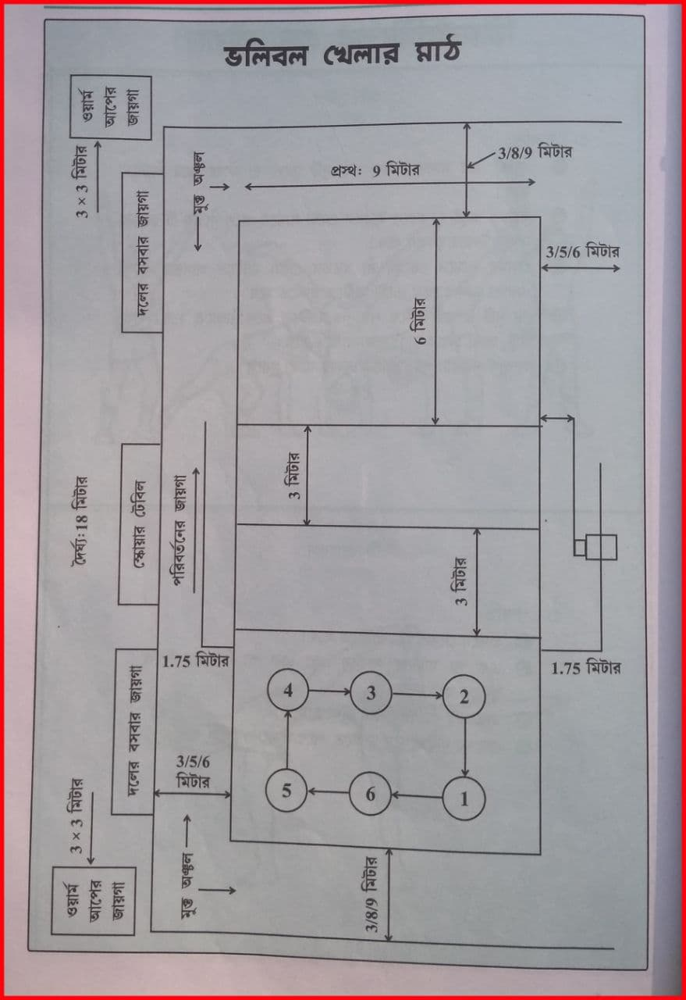 ভলিবল খেলার মাঠ
ওয়ার্ম
আপের
জায়গা
3 × 3 মিটার
দলের বসবার জায়গা
মুক্ত অঞ্চল
প্রস্থঃ 9 মিটার
3/8/9 মিটার
3/5/6 মিটার
6 মিটার
দৈর্ঘ্যঃ 18 মিটার
স্কোয়ার টেবিল
পরিবর্তনের জায়গা
3 মিটার
3 মিটার
1.75 মিটার
1.75 মিটার
দলের বসবার জায়গা
4
3
2
3/5/6
মিটার
5
6
1
3 × 3 মিটার
ওয়ার্ম
আপের
জায়গা
মুক্ত অঞ্চল
3/8/9 মিটার